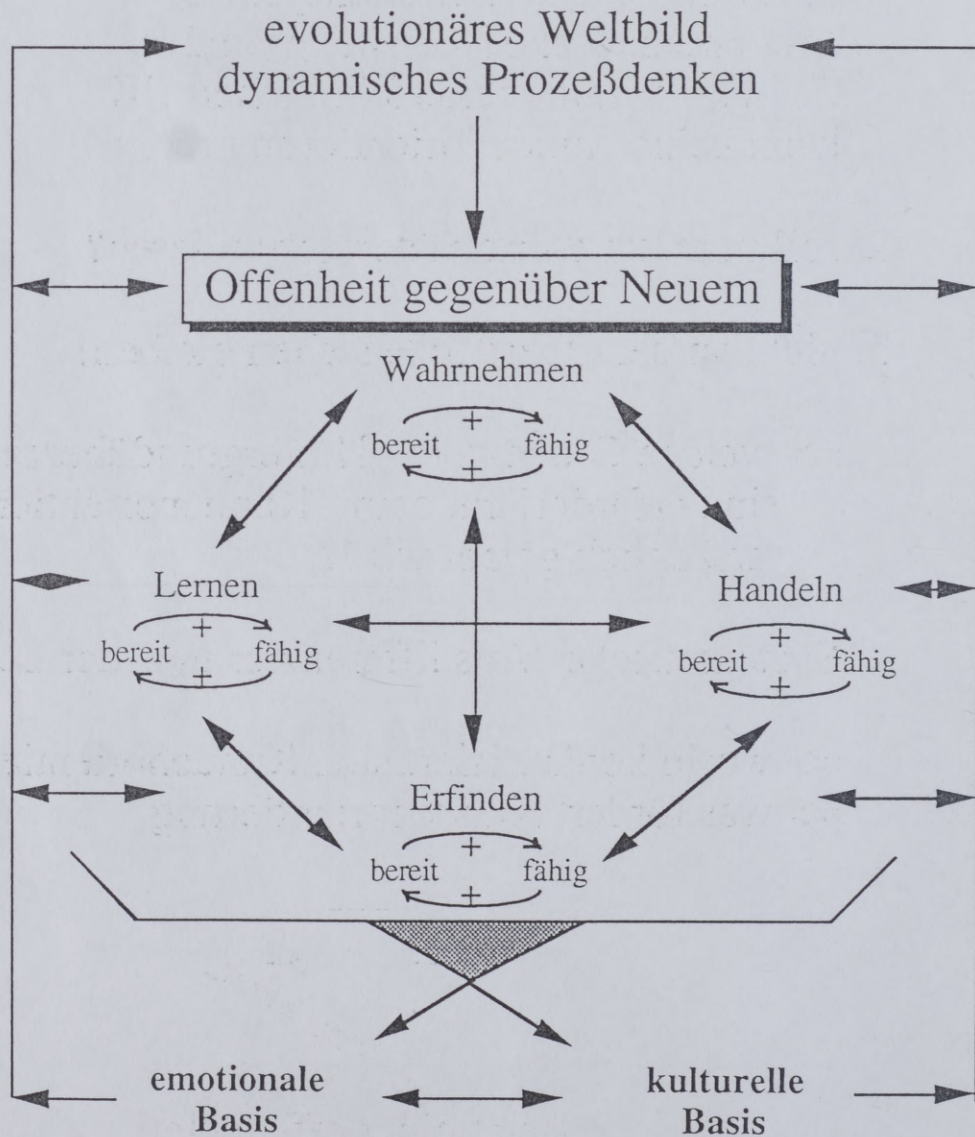 evolutionäres Weltbild
dynamisches Prozeßdenken
Offenheit gegenüber Neuem
Wahrnehmen
+
bereit fähig
+
Lernen
+
bereit fähig
+
Handeln
+
bereit fähig
+
Erfinden
+
bereit fähig
+
emotionale
Basis
kulturelle
Basis